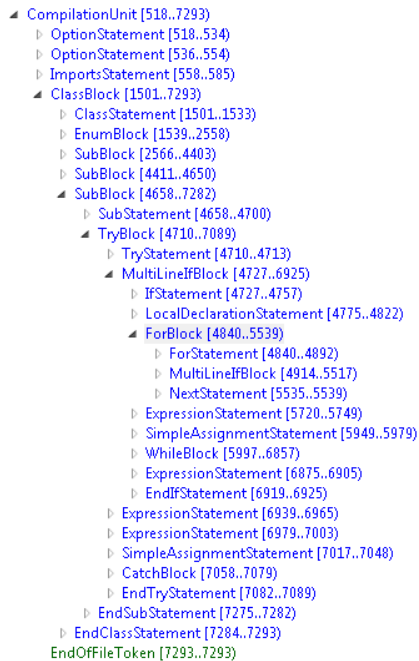 CompilationUnit [518..7293)
OptionStatement [518..534)
OptionStatement [536..554)
ImportsStatement [558..585)
ClassBlock [1501..7293)
ClassStatement [1501..1533)
EnumBlock [1539..2558)
SubBlock [2566..4403)
SubBlock [4411..4650)
SubBlock [4658..7282)
SubStatement [4658..4700)
TryBlock [4710..7089)
TryStatement [4710..4713)
MultiLineIfBlock [4727..6925)
IfStatement [4727..4757)
LocalDeclarationStatement [4775..4822)
ForBlock [4840..5539)
ForStatement [4840..4892)
MultiLineIfBlock [4914..5517)
NextStatement [5535..5539)
ExpressionStatement [5720..5749)
SimpleAssignmentStatement [5949..5979)
WhileBlock [5997..6857)
ExpressionStatement [6875..6905)
EndIfStatement [6919..6925)
ExpressionStatement [6939..6965)
ExpressionStatement [6979..7003)
SimpleAssignmentStatement [7017..7048)
CatchBlock [7058..7079)
EndTryStatement [7082..7089)
EndSubStatement [7275..7282)
EndClassStatement [7284..7293)
EndOfFileToken [7293..7293)